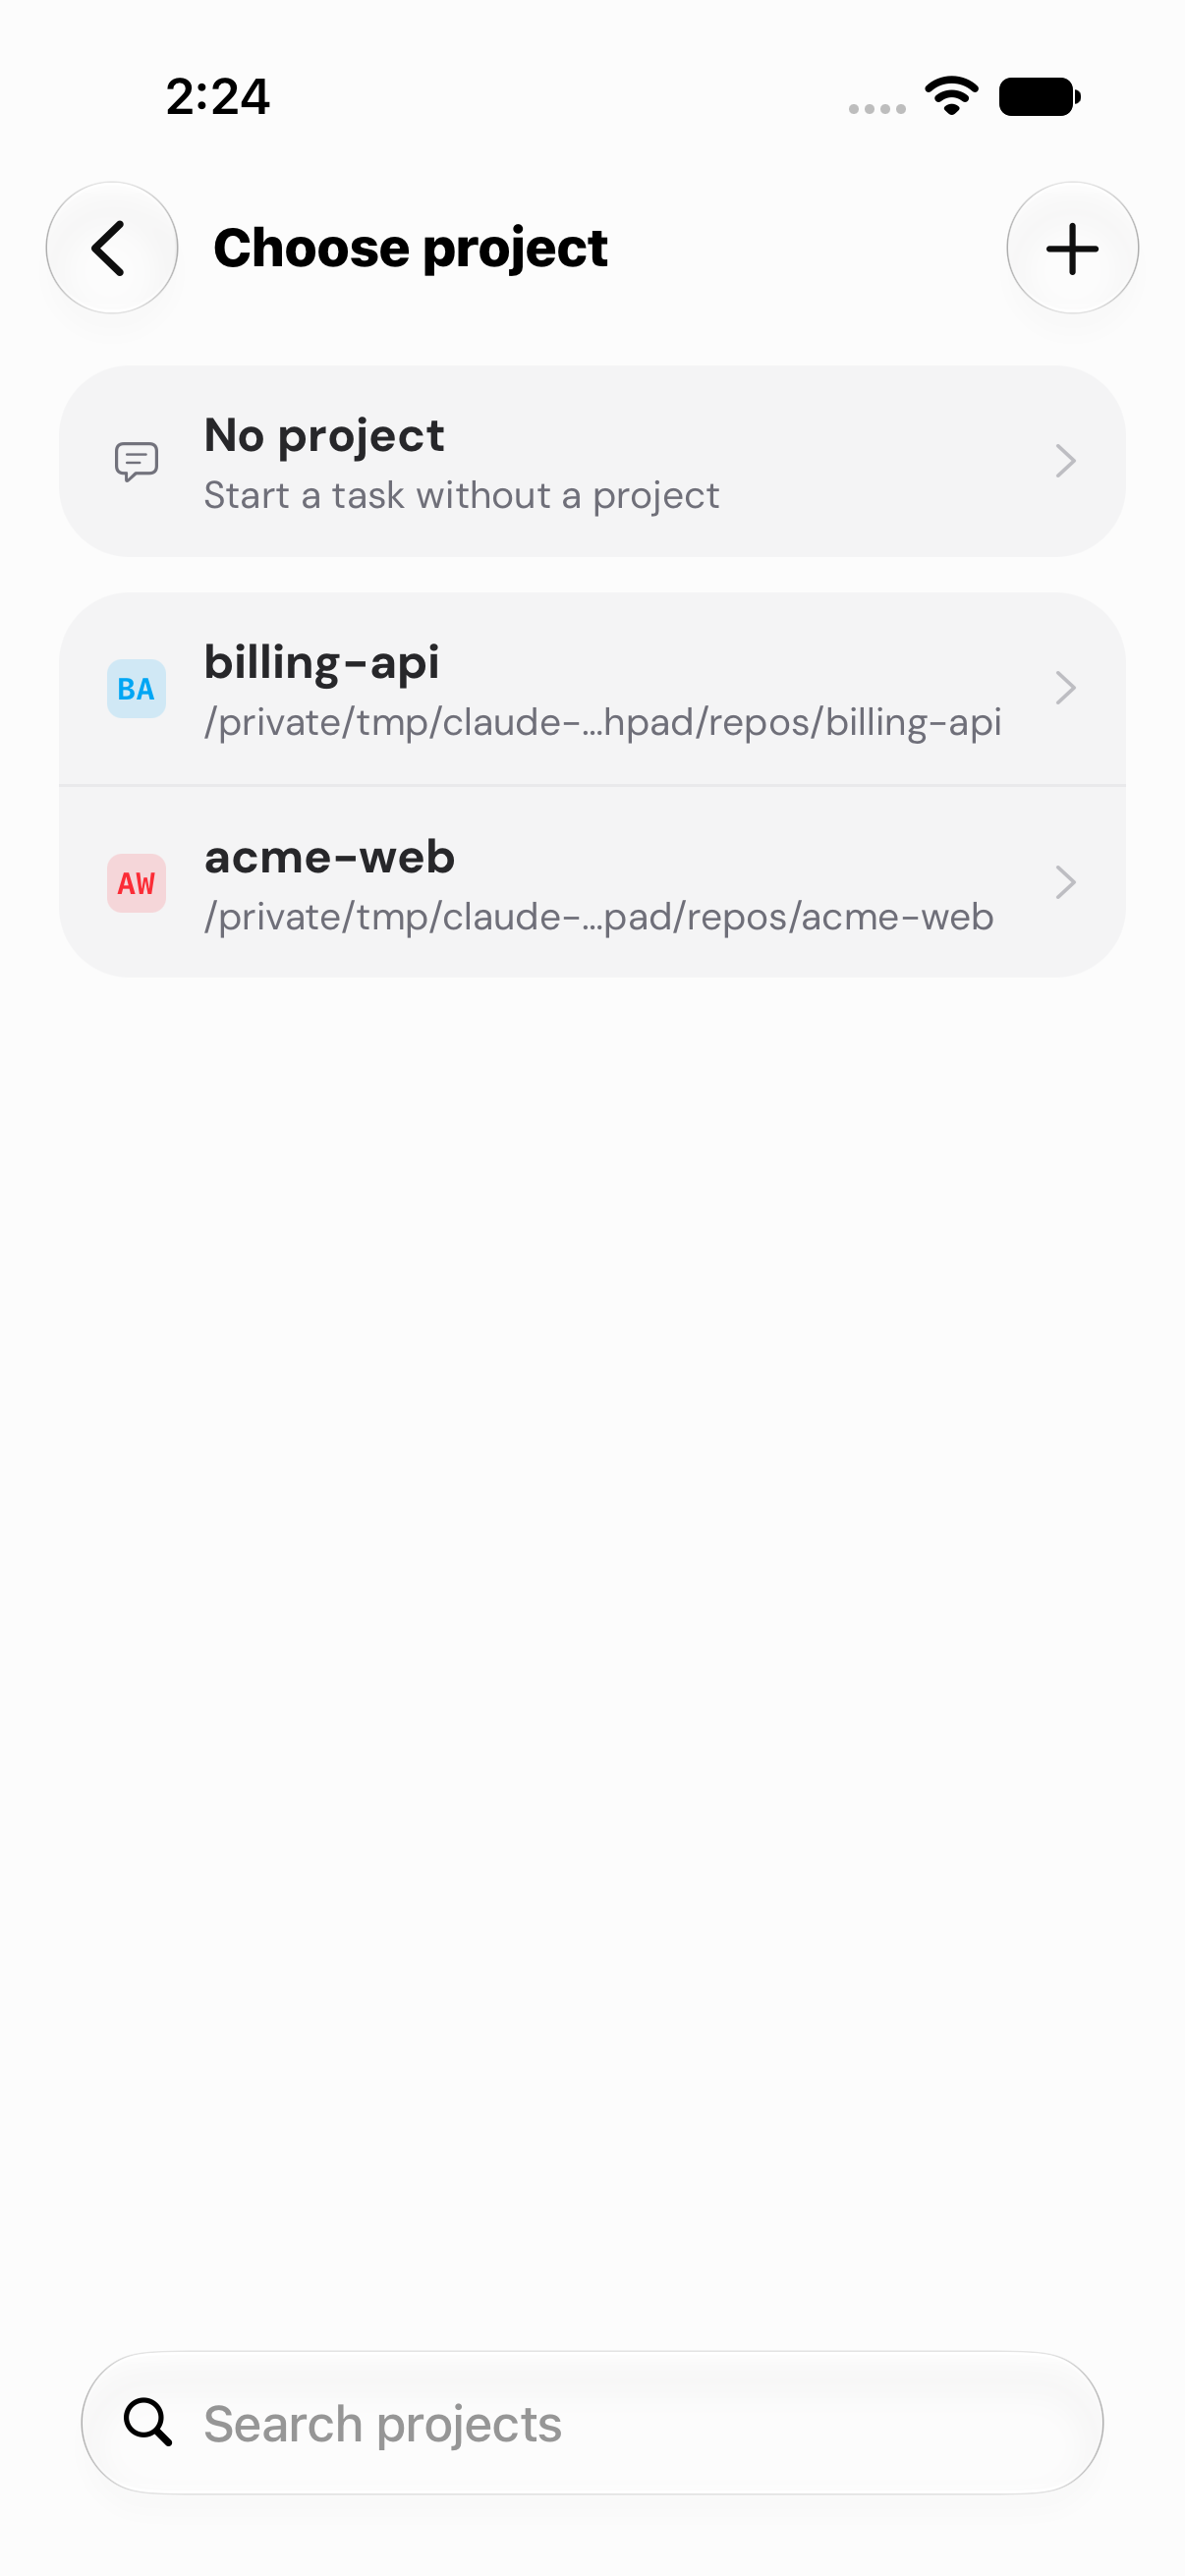 2:24
Choose project
No project
Start a task without a project
BA
billing-api
/private/tmp/claude-...hpad/repos/billing-api
AW
acme-web
/private/tmp/claude-...pad/repos/acme-web
Search projects